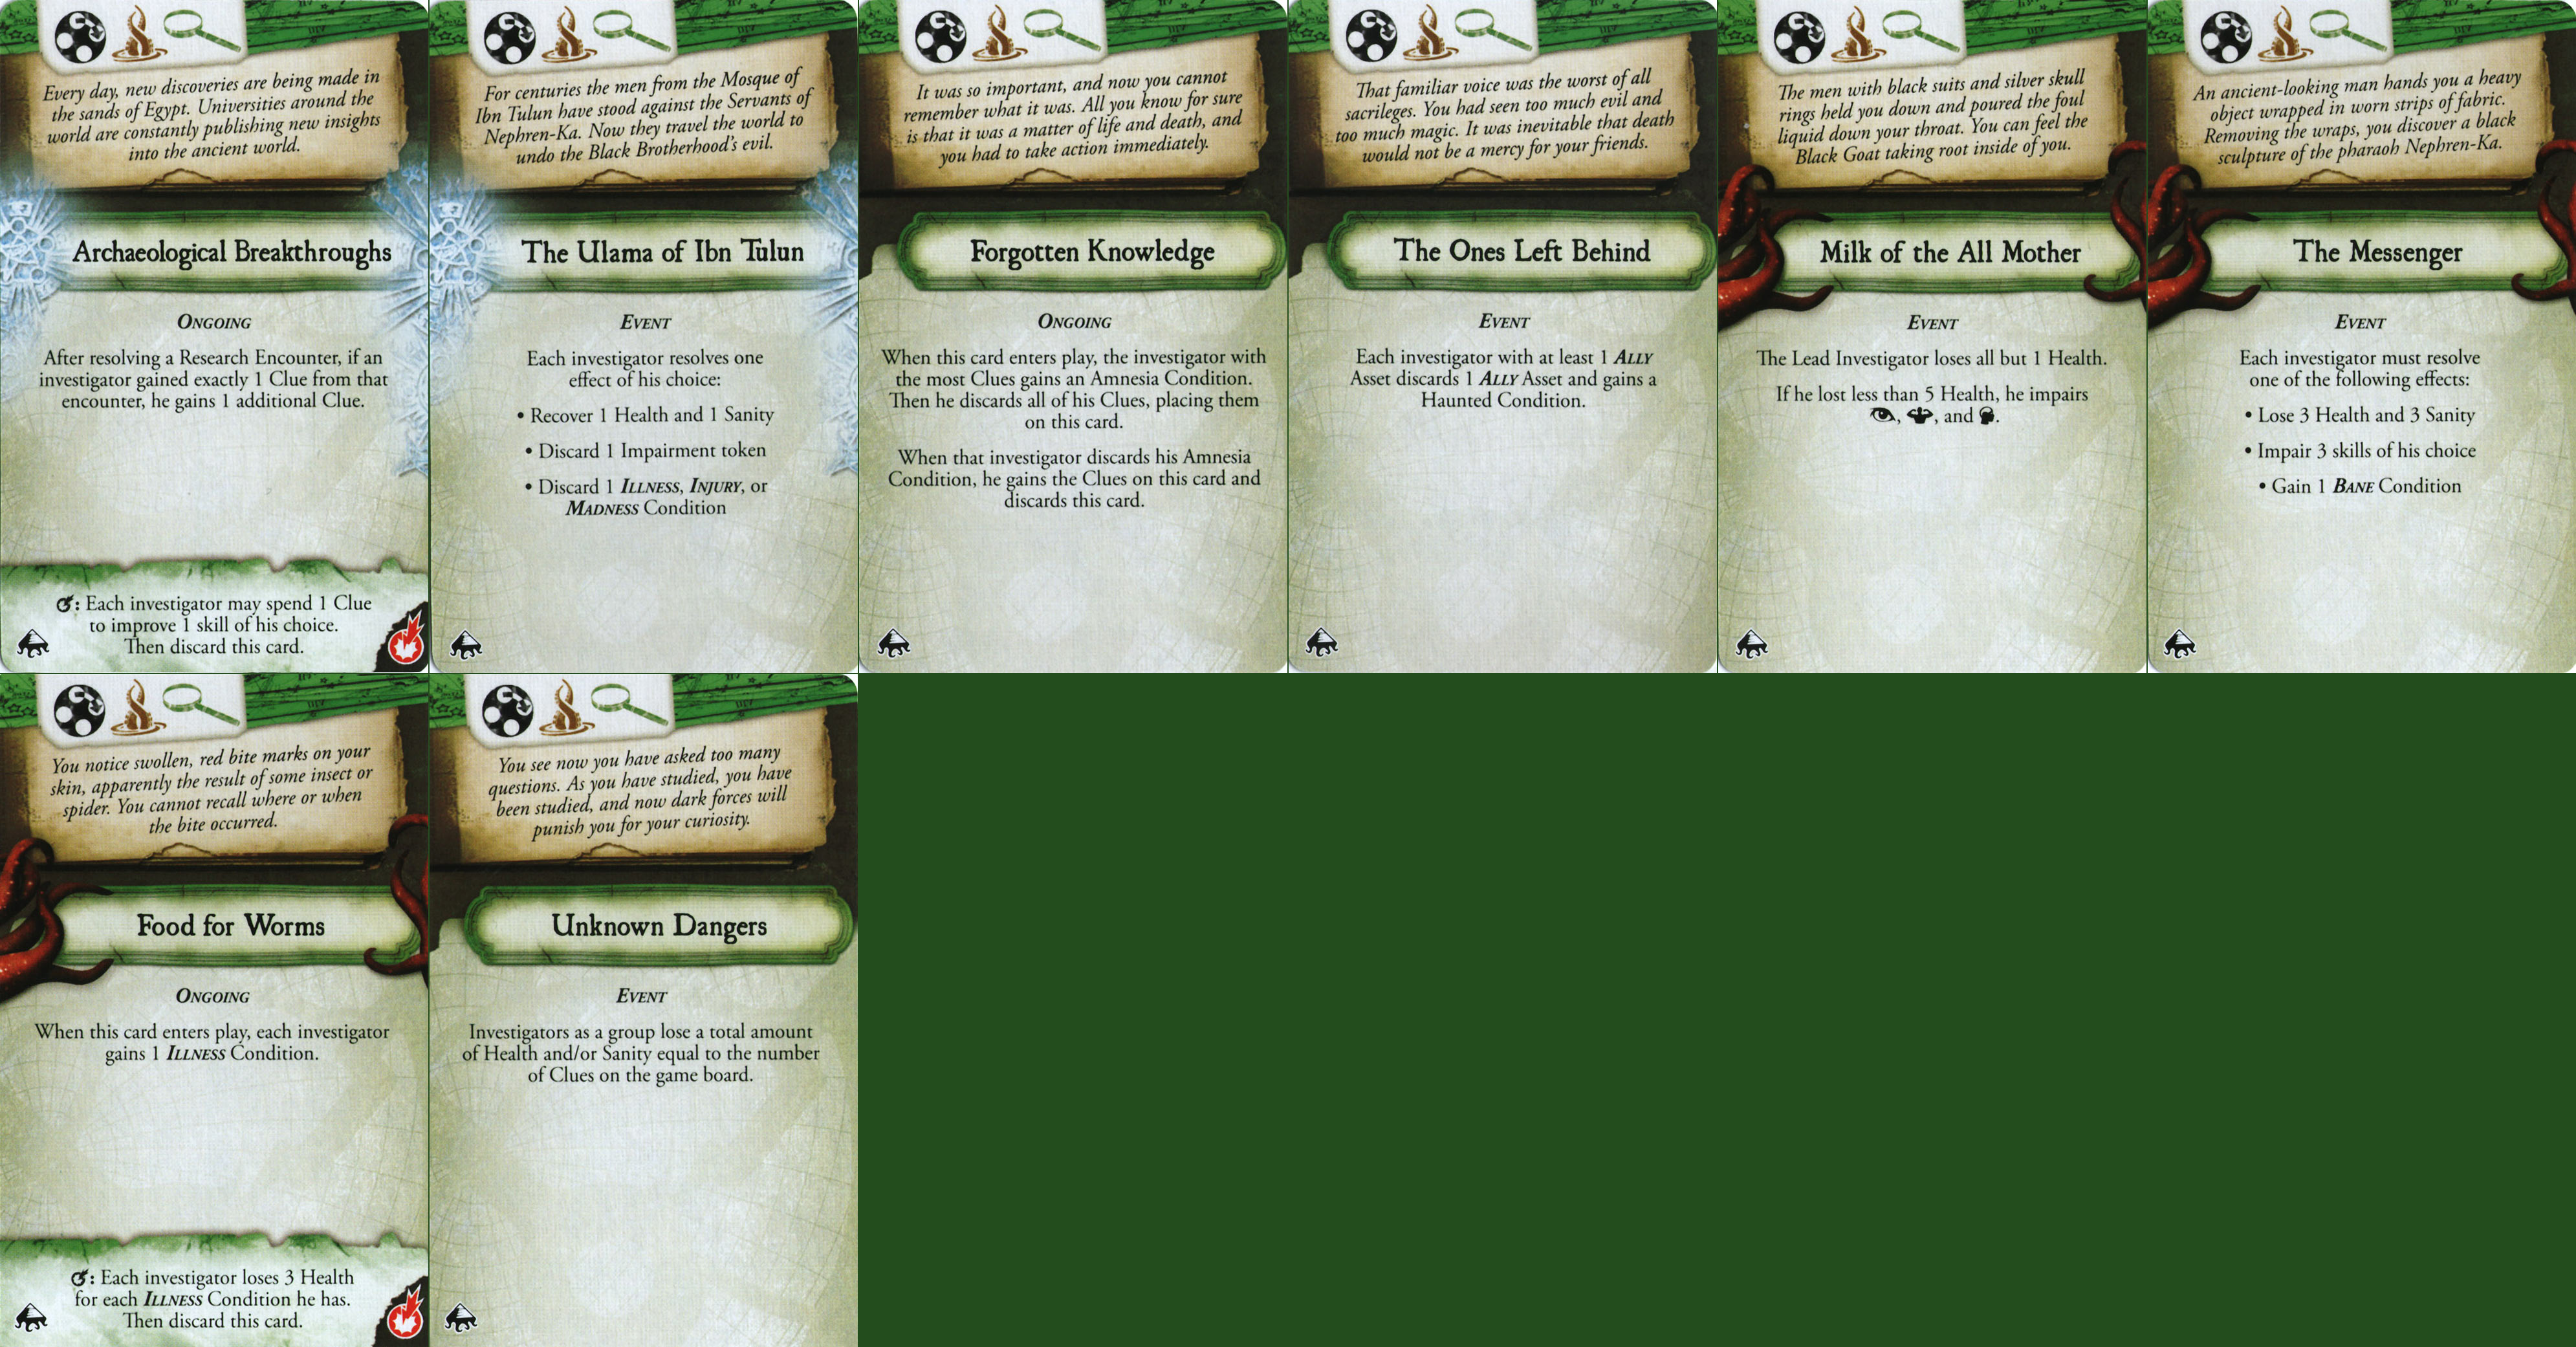 Every day, new discoveries are being made in
the sands of Egypt. Universities around the
world are constantly publishing new insights
into the ancient world.
Archaeological Breakthroughs
ONGOING
After resolving a Research Encounter, if an
investigator gained exactly 1 Clue from that
encounter, he gains 1 additional Clue.
: Each investigator may spend 1 Clue
to improve 1 skill of his choice.
Then discard this card.
For centuries the men from the Mosque of
Ibn Tulun have stood against the Servants of
Nephren-Ka. Now they travel the world to
undo the Black Brotherhood's evil.
The Ulama of Ibn Tulun
EVENT
Each investigator resolves one
effect of his choice:
• Recover 1 Health and 1 Sanity
• Discard 1 Impairment token
• Discard 1 ILLNESS, INJURY, or
MADNESS Condition
It was so important, and now you cannot
remember what it was. All you know for sure
is that it was a matter of life and death, and
you had to take action immediately.
Forgotten Knowledge
ONGOING
When this card enters play, the investigator with
the most Clues gains an Amnesia Condition.
Then he discards all of his Clues, placing them
on this card.
When that investigator discards his Amnesia
Condition, he gains the Clues on this card and
discards this card.
That familiar voice was the worst of all
sacrileges. You had seen too much evil and
too much magic. It was inevitable that death
would not be a mercy for your friends.
The Ones Left Behind
EVENT
Each investigator with at least 1 ALLY
Asset discards 1 ALLY Asset and gains a
Haunted Condition.
The men with black suits and silver skull
rings held you down and poured the foul
liquid down your throat. You can feel the
Black Goat taking root inside of you.
Milk of the All Mother
EVENT
The Lead Investigator loses all but 1 Health.
If he lost less than 5 Health, he impairs
, , and .
An ancient-looking man hands you a heavy
object wrapped in worn strips of fabric.
Removing the wraps, you discover a black
sculpture of the pharaoh Nephren-Ka.
The Messenger
EVENT
Each investigator must resolve
one of the following effects:
• Lose 3 Health and 3 Sanity
• Impair 3 skills of his choice
• Gain 1 BANE Condition
You notice swollen, red bite marks on your
skin, apparently the result of some insect or
spider. You cannot recall where or when
the bite occurred.
Food for Worms
ONGOING
When this card enters play, each investigator
gains 1 ILLNESS Condition.
: Each investigator loses 3 Health
for each ILLNESS Condition he has.
Then discard this card.
You see now you have asked too many
questions. As you have studied, you have
been studied, and now dark forces will
punish you for your curiosity.
Unknown Dangers
EVENT
Investigators as a group lose a total amount
of Health and/or Sanity equal to the number
of Clues on the game board.